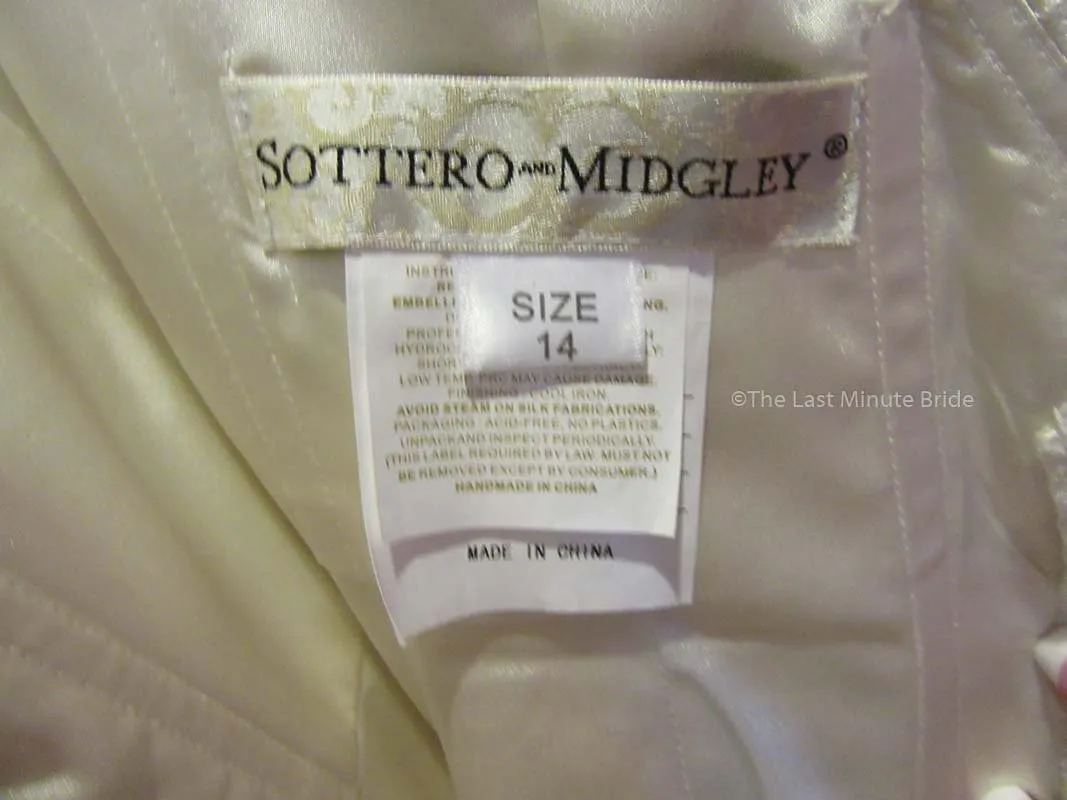 SOTTERO AND MIDGLEY ®
SIZE
14
EMBELLI
LOW TEMP. PRC MAY CAUSE DAMAGE.
FINISHING - COOL IRON.
AVOID STEAM ON SILK FABRICATIONS.
PACKAGING : ACID-FREE, NO PLASTICS.
UNPACK AND INSPECT PERIODICALLY.
(THIS LABEL REQUIRED BY LAW. MUST NOT
BE REMOVED EXCEPT BY CONSUMER.)
HANDMADE IN CHINA
MADE IN CHINA
©The Last Minute Bride